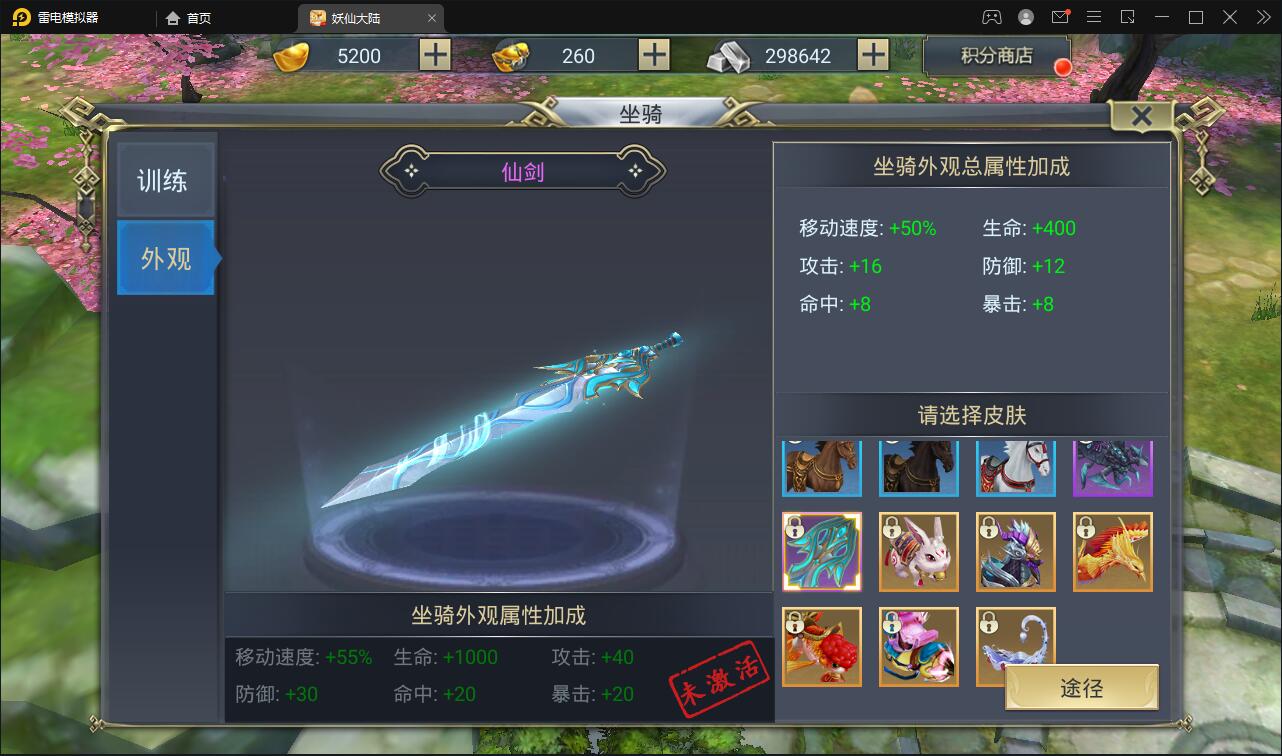 雷电模拟器 首页 妖仙大陆
5200 260 298642 积分商店
坐骑
训练
外观
仙剑
坐骑外观总属性加成
移动速度: +50% 生命: +400
攻击: +16 防御: +12
命中: +8 暴击: +8
请选择皮肤
坐骑外观属性加成
移动速度: +55% 生命: +1000 攻击: +40
防御: +30 命中: +20 暴击: +20
未激活
途径